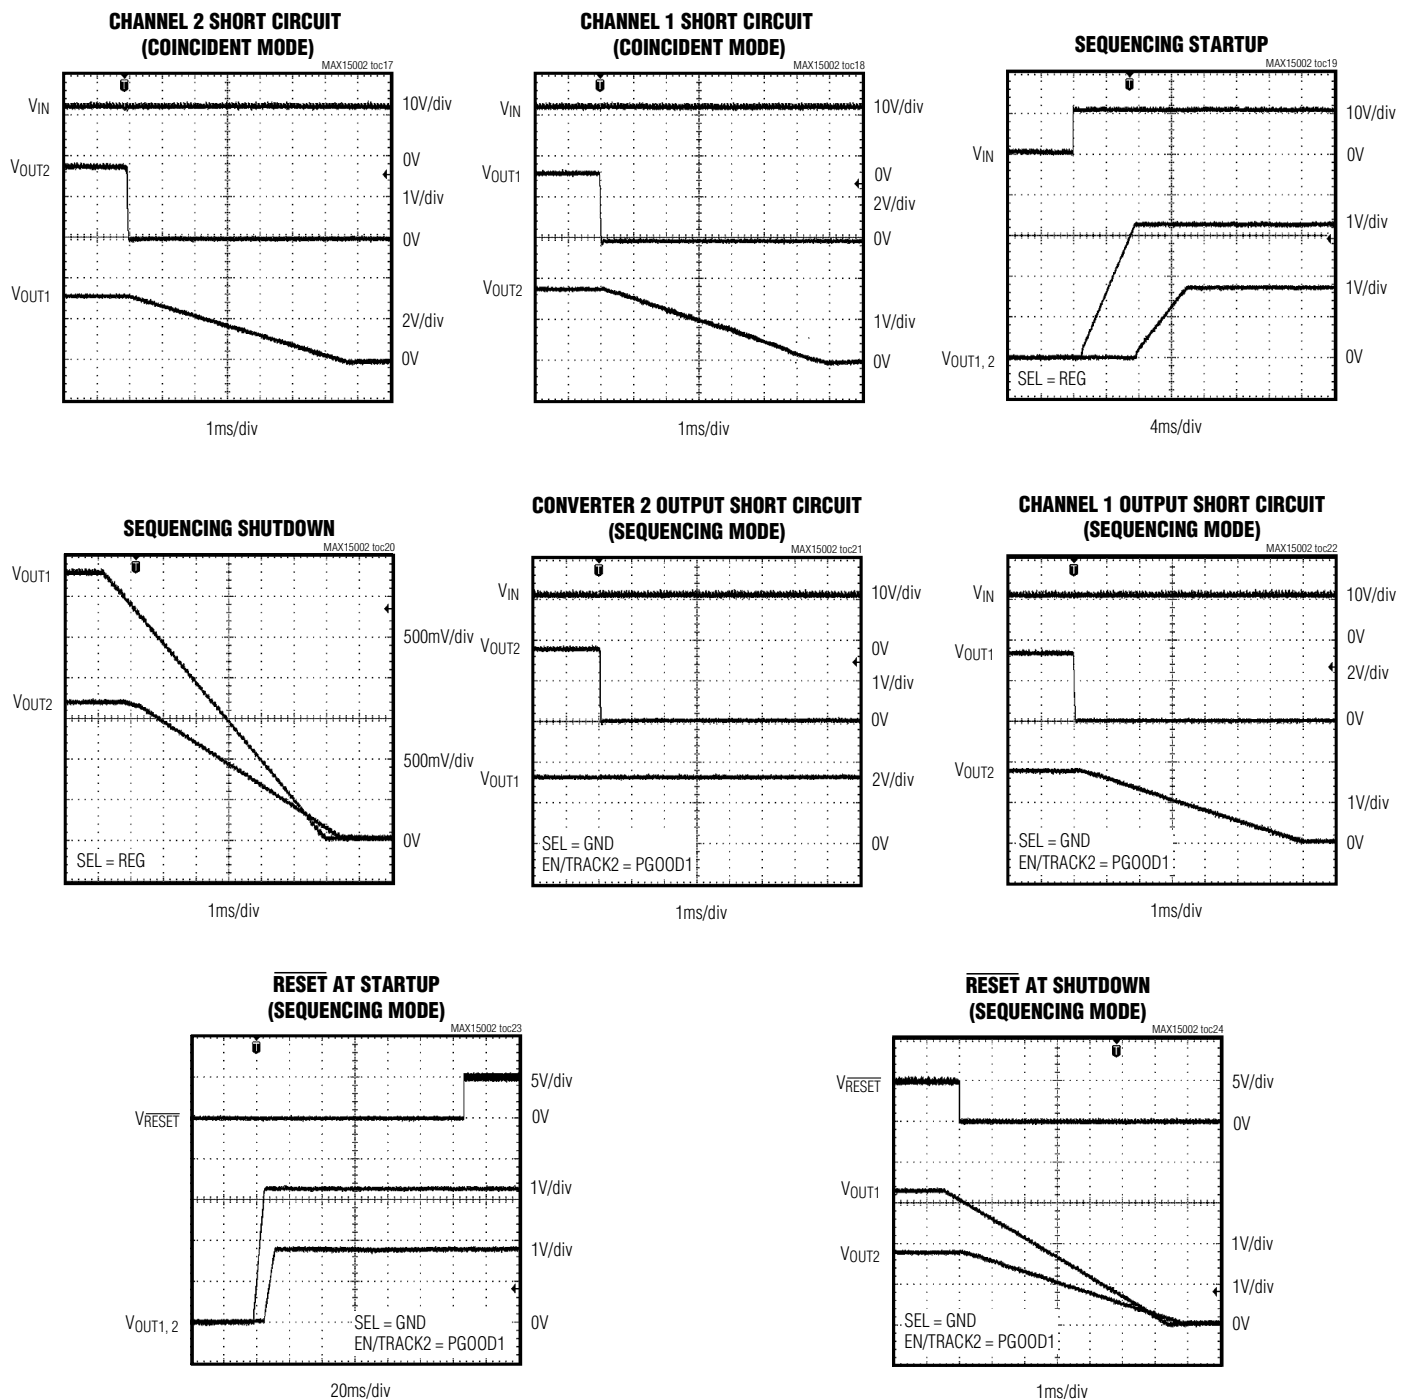 CHANNEL 2 SHORT CIRCUIT
(COINCIDENT MODE)
MAX15002 toc17
T
VIN
10V/div
VOUT2
0V
1V/div
0V
VOUT1
2V/div
0V
1ms/div
CHANNEL 1 SHORT CIRCUIT
(COINCIDENT MODE)
MAX15002 toc18
T
VIN
10V/div
VOUT1
0V
2V/div
0V
VOUT2
1V/div
0V
1ms/div
SEQUENCING STARTUP
MAX15002 toc19
T
10V/div
VIN
0V
1V/div
1V/div
VOUT1, 2
0V
SEL = REG
4ms/div
SEQUENCING SHUTDOWN
MAX15002 toc20
T
VOUT1
500mV/div
VOUT2
500mV/div
0V
SEL = REG
1ms/div
CONVERTER 2 OUTPUT SHORT CIRCUIT
(SEQUENCING MODE)
MAX15002 toc21
T
VIN
10V/div
VOUT2
0V
1V/div
0V
VOUT1
2V/div
SEL = GND
0V
EN/TRACK2 = PGOOD1
1ms/div
CHANNEL 1 OUTPUT SHORT CIRCUIT
(SEQUENCING MODE)
MAX15002 toc22
T
VIN
10V/div
0V
VOUT1
2V/div
0V
VOUT2
1V/div
SEL = GND
0V
EN/TRACK2 = PGOOD1
1ms/div
RESET AT STARTUP
(SEQUENCING MODE)
MAX15002 toc23
T
5V/div
VRESET
0V
1V/div
1V/div
VOUT1, 2
SEL = GND
0V
EN/TRACK2 = PGOOD1
20ms/div
RESET AT SHUTDOWN
(SEQUENCING MODE)
MAX15002 toc24
T
VRESET
5V/div
0V
VOUT1
VOUT2
1V/div
1V/div
SEL = GND
0V
EN/TRACK2 = PGOOD1
1ms/div